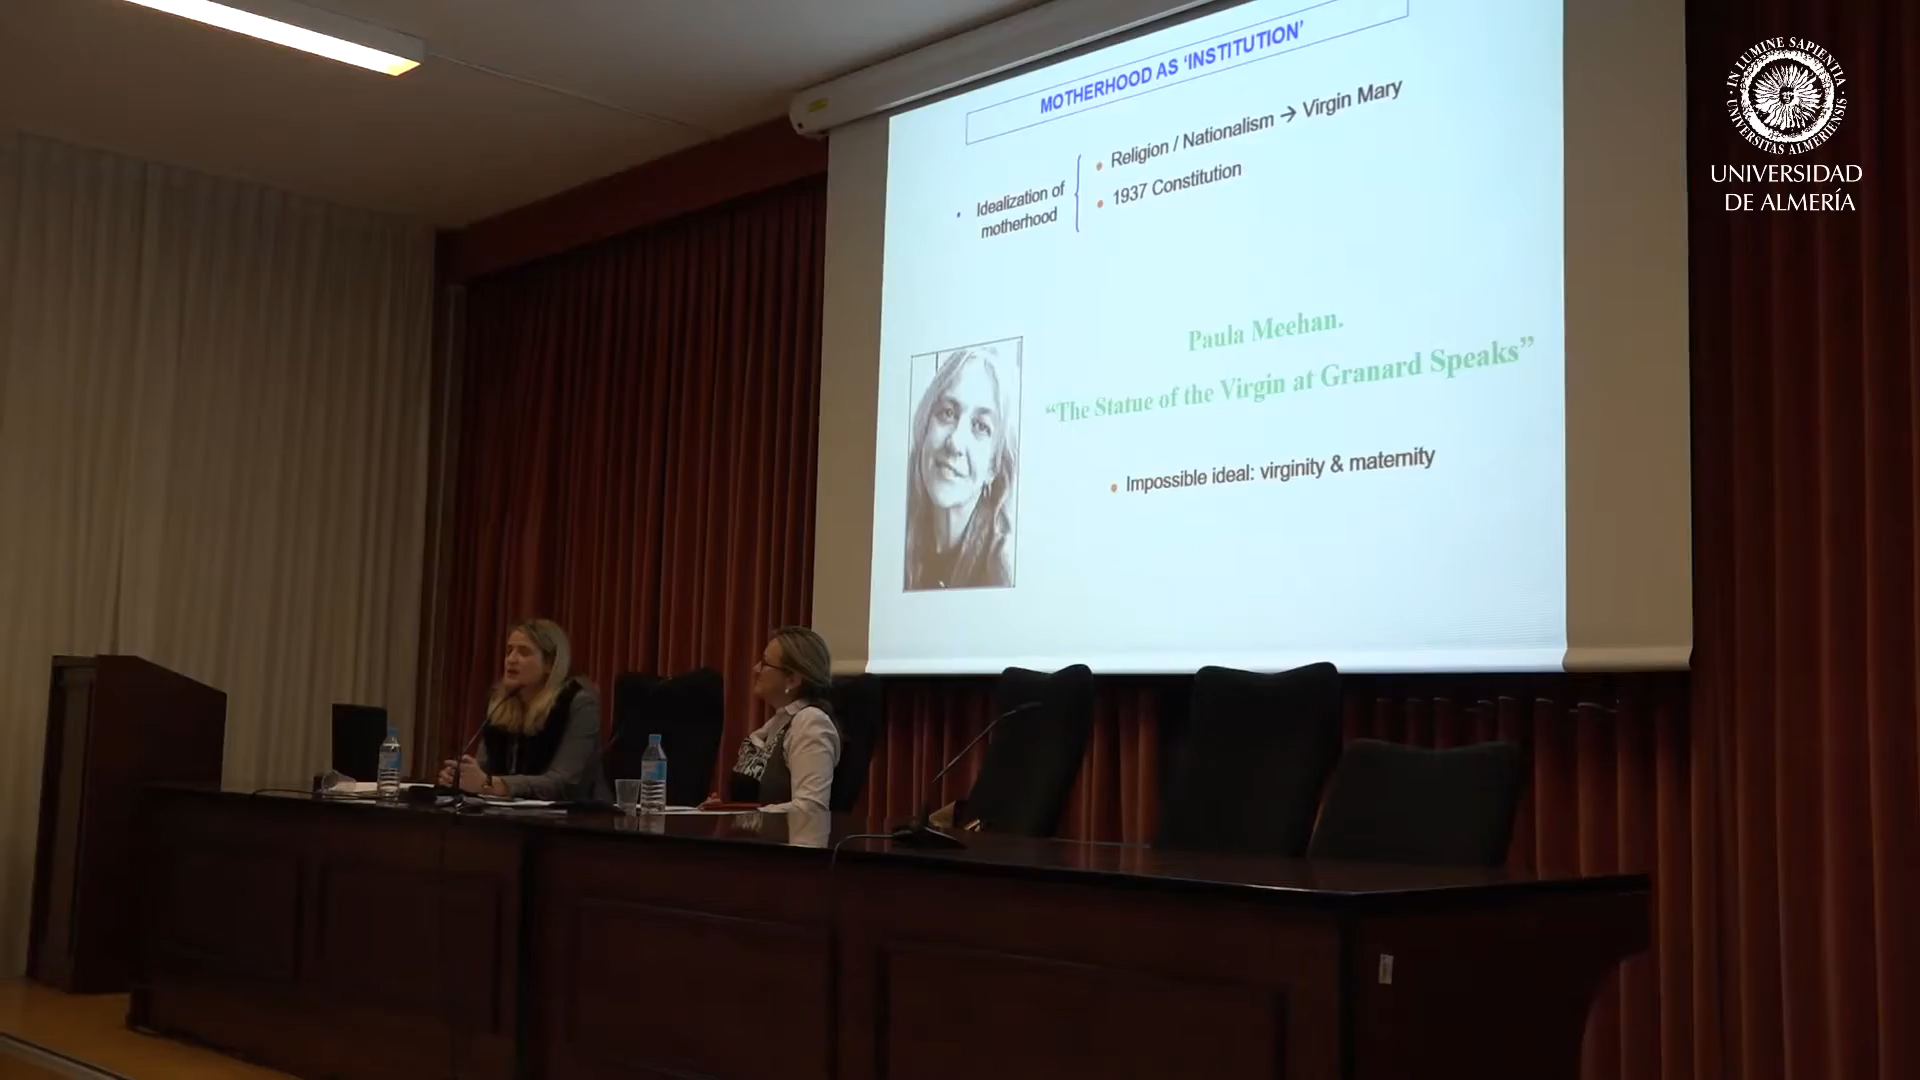 MOTHERHOOD AS ‘INSTITUTION’
• Idealization of
motherhood
• Religion / Nationalism → Virgin Mary
• 1937 Constitution
Paula Meehan.
“The Statue of the Virgin at Granard Speaks”
• Impossible ideal: virginity & maternity
IN LUMINE SAPIENTIA
UNIVERSITAS ALMERIENSIS
UNIVERSIDAD
DE ALMERÍA